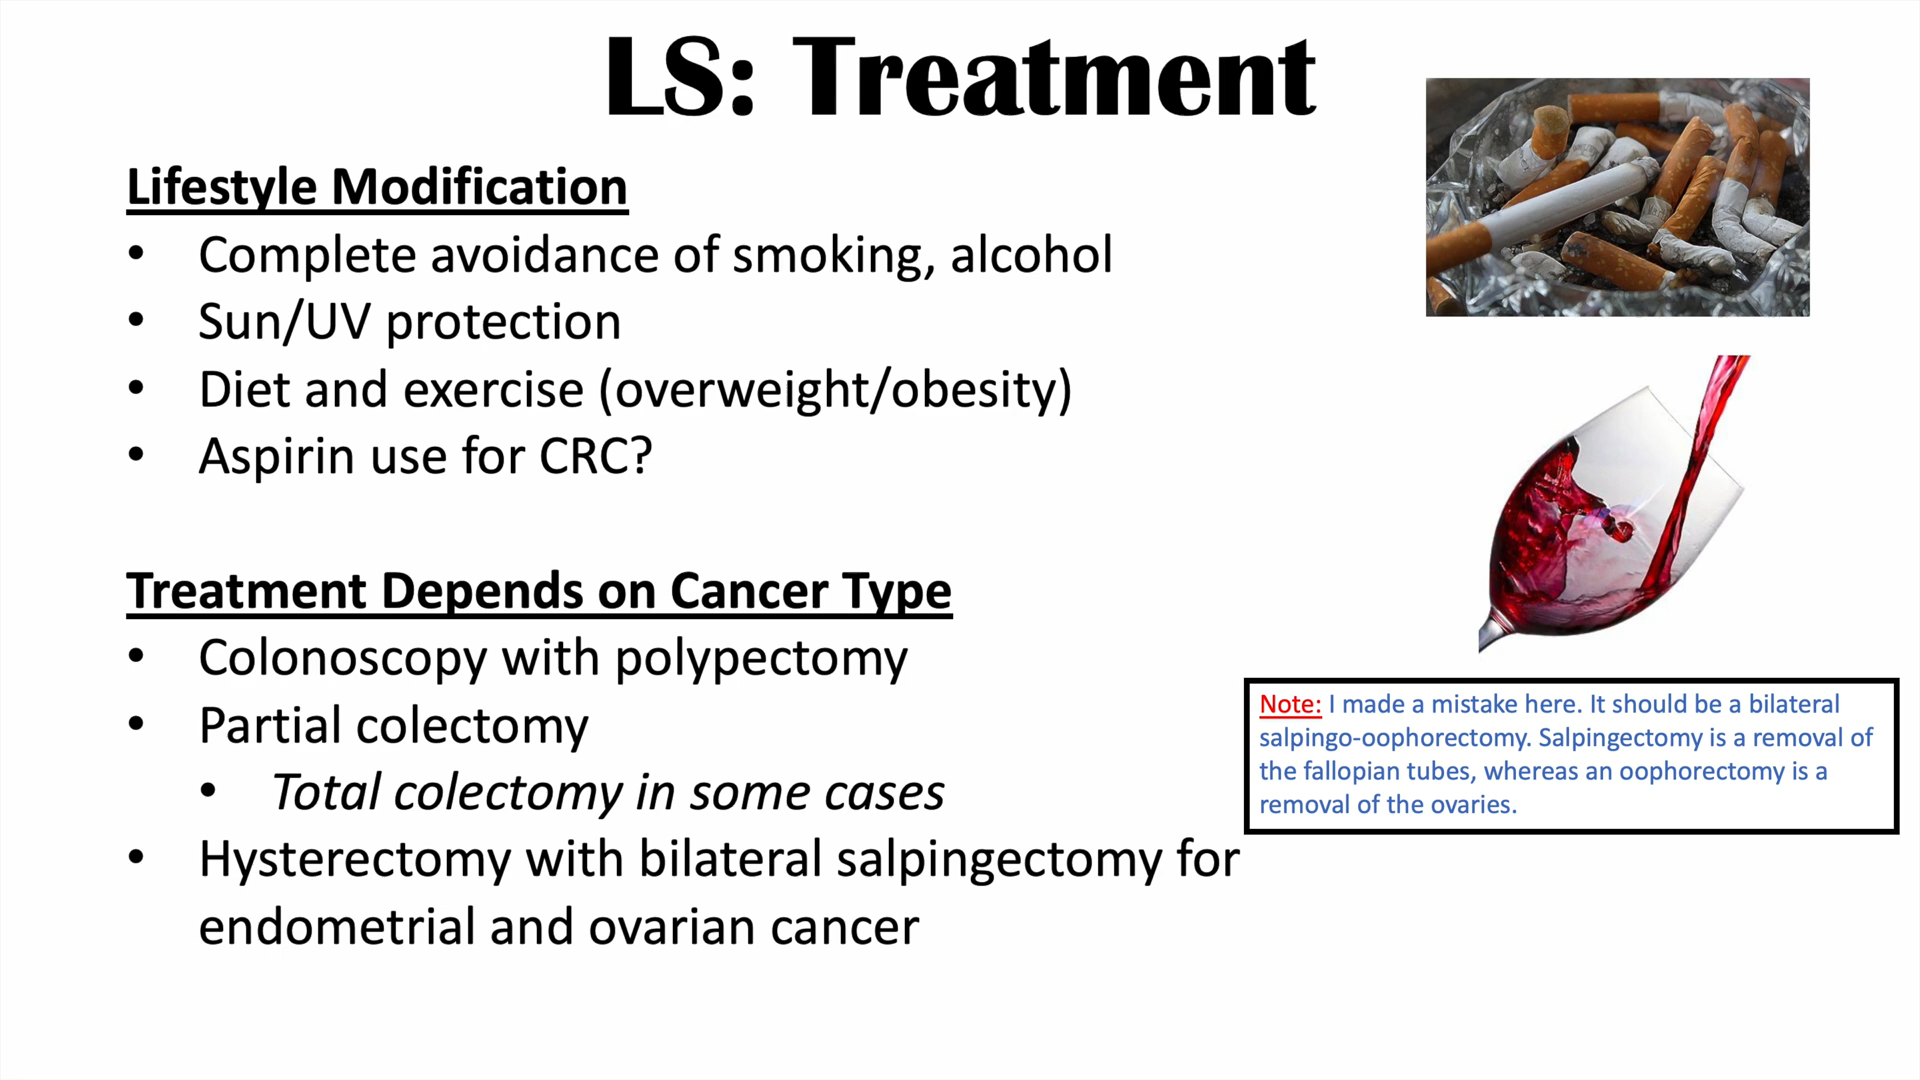 LS: Treatment
Lifestyle Modification
• Complete avoidance of smoking, alcohol
• Sun/UV protection
• Diet and exercise (overweight/obesity)
• Aspirin use for CRC?
Treatment Depends on Cancer Type
• Colonoscopy with polypectomy
• Partial colectomy
• Total colectomy in some cases
• Hysterectomy with bilateral salpingectomy for
endometrial and ovarian cancer
Note: I made a mistake here. It should be a bilateral
salpingo-oophorectomy. Salpingectomy is a removal of
the fallopian tubes, whereas an oophorectomy is a
removal of the ovaries.